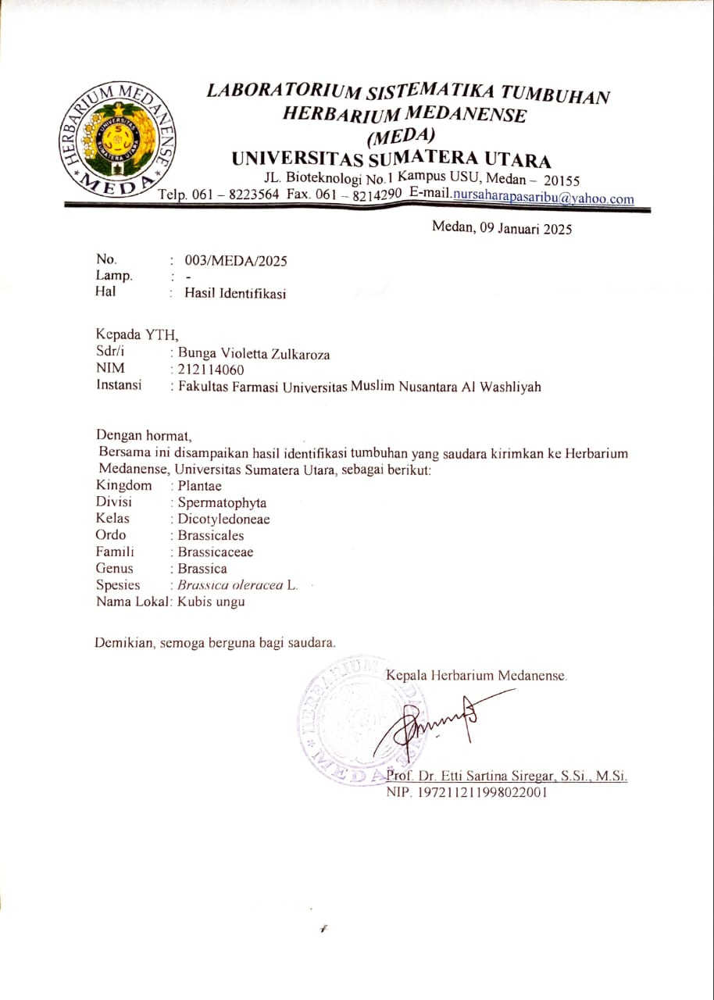 HERBARIUM MEDANENSE
* MEDA *
UNIVERSITAS
SUMATERA UTARA
LABORATORIUM SISTEMATIKA TUMBUHAN
HERBARIUM MEDANENSE
(MEDA)
UNIVERSITAS SUMATERA UTARA
JL. Bioteknologi No.1 Kampus USU, Medan – 20155
Telp. 061 – 8223564 Fax. 061 – 8214290 E-mail.nursaharapasaribu@yahoo.com
Medan, 09 Januari 2025
No. : 003/MEDA/2025
Lamp. : -
Hal : Hasil Identifikasi
Kepada YTH,
Sdr/i : Bunga Violetta Zulkaroza
NIM : 212114060
Instansi : Fakultas Farmasi Universitas Muslim Nusantara Al Washliyah
Dengan hormat,
Bersama ini disampaikan hasil identifikasi tumbuhan yang saudara kirimkan ke Herbarium
Medanense, Universitas Sumatera Utara, sebagai berikut:
Kingdom : Plantae
Divisi : Spermatophyta
Kelas : Dicotyledoneae
Ordo : Brassicales
Famili : Brassicaceae
Genus : Brassica
Spesies : Brassica oleracea L.
Nama Lokal: Kubis ungu
Demikian, semoga berguna bagi saudara.
Kepala Herbarium Medanense.
HERBARIUM MEDANENSE
* MEDA *
Prof. Dr. Etti Sartina Siregar, S.Si., M.Si.
NIP. 197211211998022001